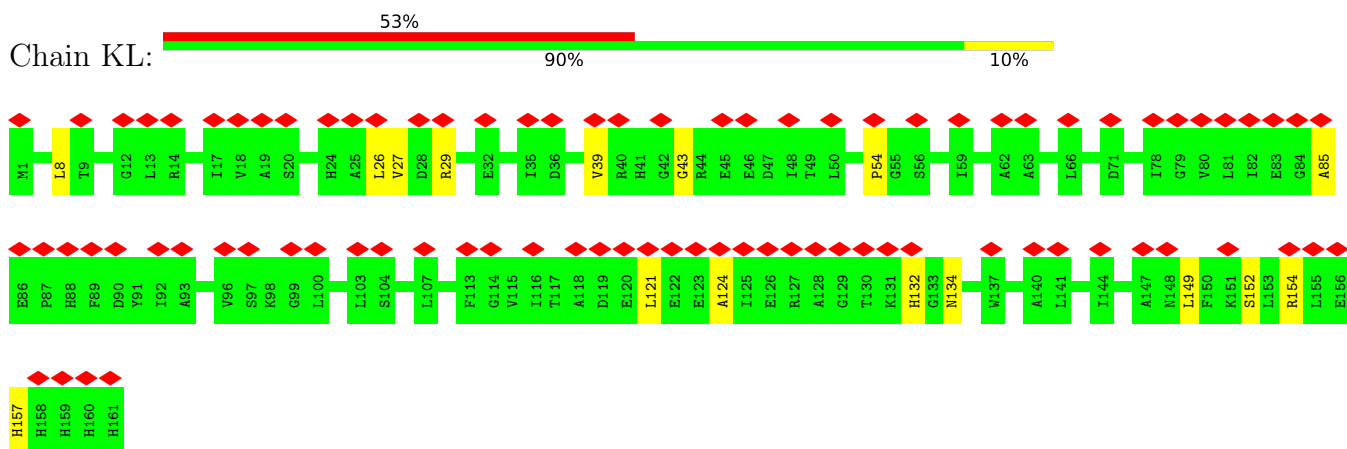 53%
Chain KL:
90% 10%
M1 L8 T9 G12 L13 R14 I17 V18 A19 S20 H24 A25 L26 V27 D28 R29 E32 I35 D36 V39 R40 H41 G42 G43 R44 E45 E46 D47 I48 T49 L50 P54 G55 S56 I59 A62 A63 L66 D71 I78 G79 V80 L81 I82 E83 G84 A85
E86 P87 H88 F89 D90 Y91 I92 A93 V96 S97 K98 G99 L100 L103 S104 L107 F113 G114 V115 I116 T117 A118 D119 E120 L121 E122 E123 A124 I125 E126 R127 A128 G129 T130 K131 H132 G133 N134 W137 A140 L141 I144 A147 N148 L149 F150 K151 S152 L153 R154 L155 E156
H157 H158 H159 H160 H161